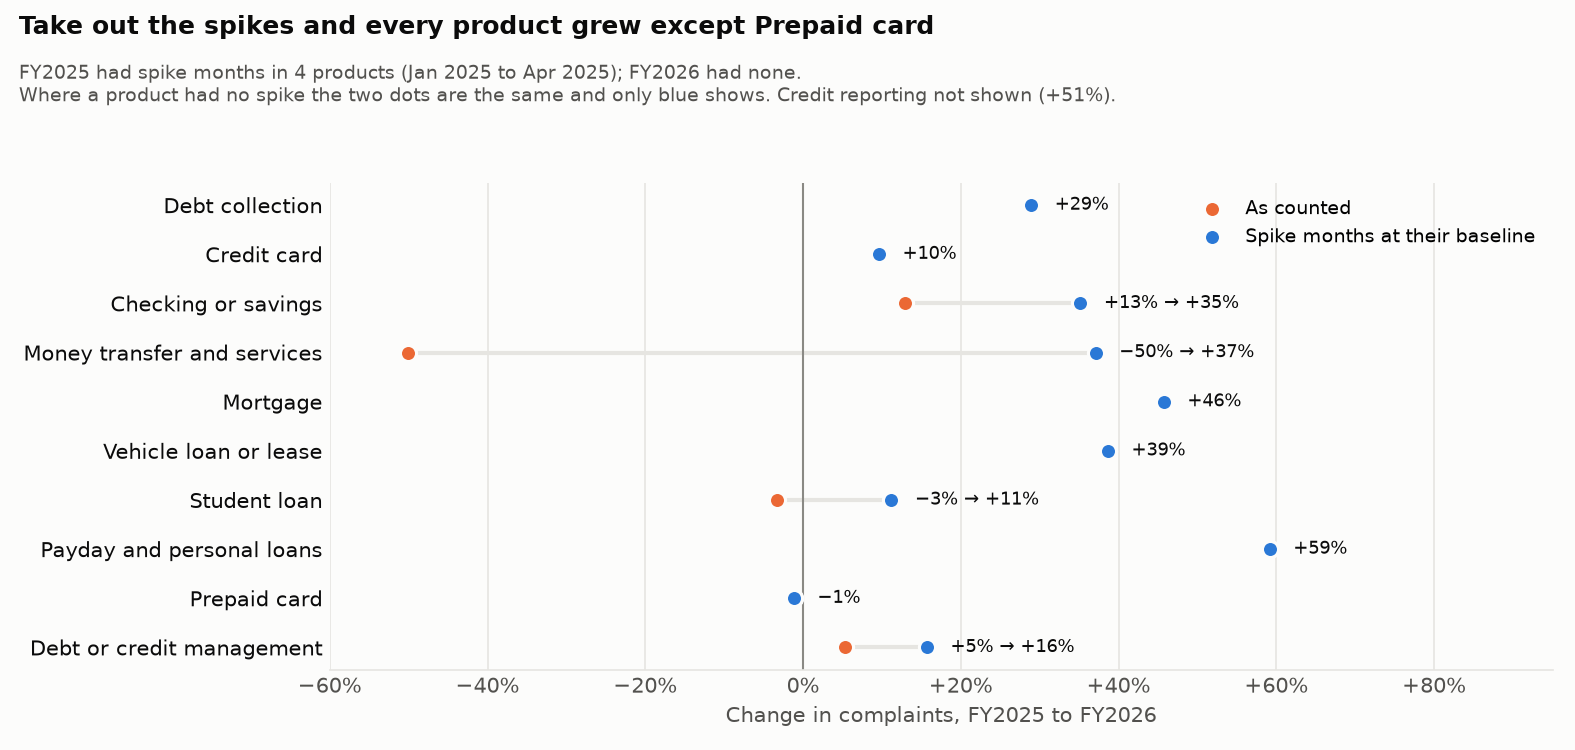 Take out the spikes and every product grew except Prepaid card
FY2025 had spike months in 4 products (Jan 2025 to Apr 2025); FY2026 had none.
Where a product had no spike the two dots are the same and only blue shows. Credit reporting not shown (+51%).
As counted
Spike months at their baseline
Debt collection +29%
Credit card +10%
Checking or savings +13% → +35%
Money transfer and services −50% → +37%
Mortgage +46%
Vehicle loan or lease +39%
Student loan −3% → +11%
Payday and personal loans +59%
Prepaid card −1%
Debt or credit management +5% → +16%
−60% −40% −20% 0% +20% +40% +60% +80%
Change in complaints, FY2025 to FY2026